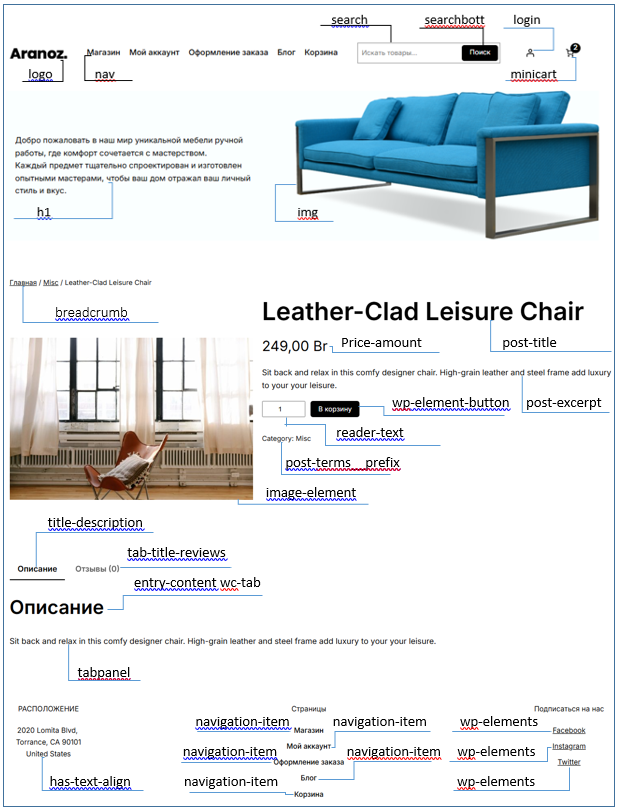 search searchbott login
Aranoz. Магазин Мой аккаунт Оформление заказа Блог Корзина Искать товары... Поиск 2
logo nav minicart
Добро пожаловать в наш мир уникальной мебели ручной
работы, где комфорт сочетается с мастерством.
Каждый предмет тщательно спроектирован и изготовлен
опытными мастерами, чтобы ваш дом отражал ваш личный
стиль и вкус.
h1 img
Главная / Misc / Leather-Clad Leisure Chair
breadcrumb
Leather-Clad Leisure Chair
249,00 Br Price-amount post-title
Sit back and relax in this comfy designer chair. High-grain leather and steel frame add luxury
to your your leisure.
1 В корзину wp-element-button post-excerpt
reader-text
Category: Misc
post-terms__prefix
image-element
title-description
tab-title-reviews
Описание Отзывы (0)
entry-content wc-tab
Описание
Sit back and relax in this comfy designer chair. High-grain leather and steel frame add luxury to your your leisure.
tabpanel
РАСПОЛОЖЕНИЕ Страницы Подписаться на нас
navigation-item navigation-item wp-elements
2020 Lomita Blvd, Магазин Facebook
Torrance, CA 90101 Мой аккаунт Instagram
United States navigation-item navigation-item wp-elements
Оформление заказа Twitter
has-text-align navigation-item Блог wp-elements
Корзина